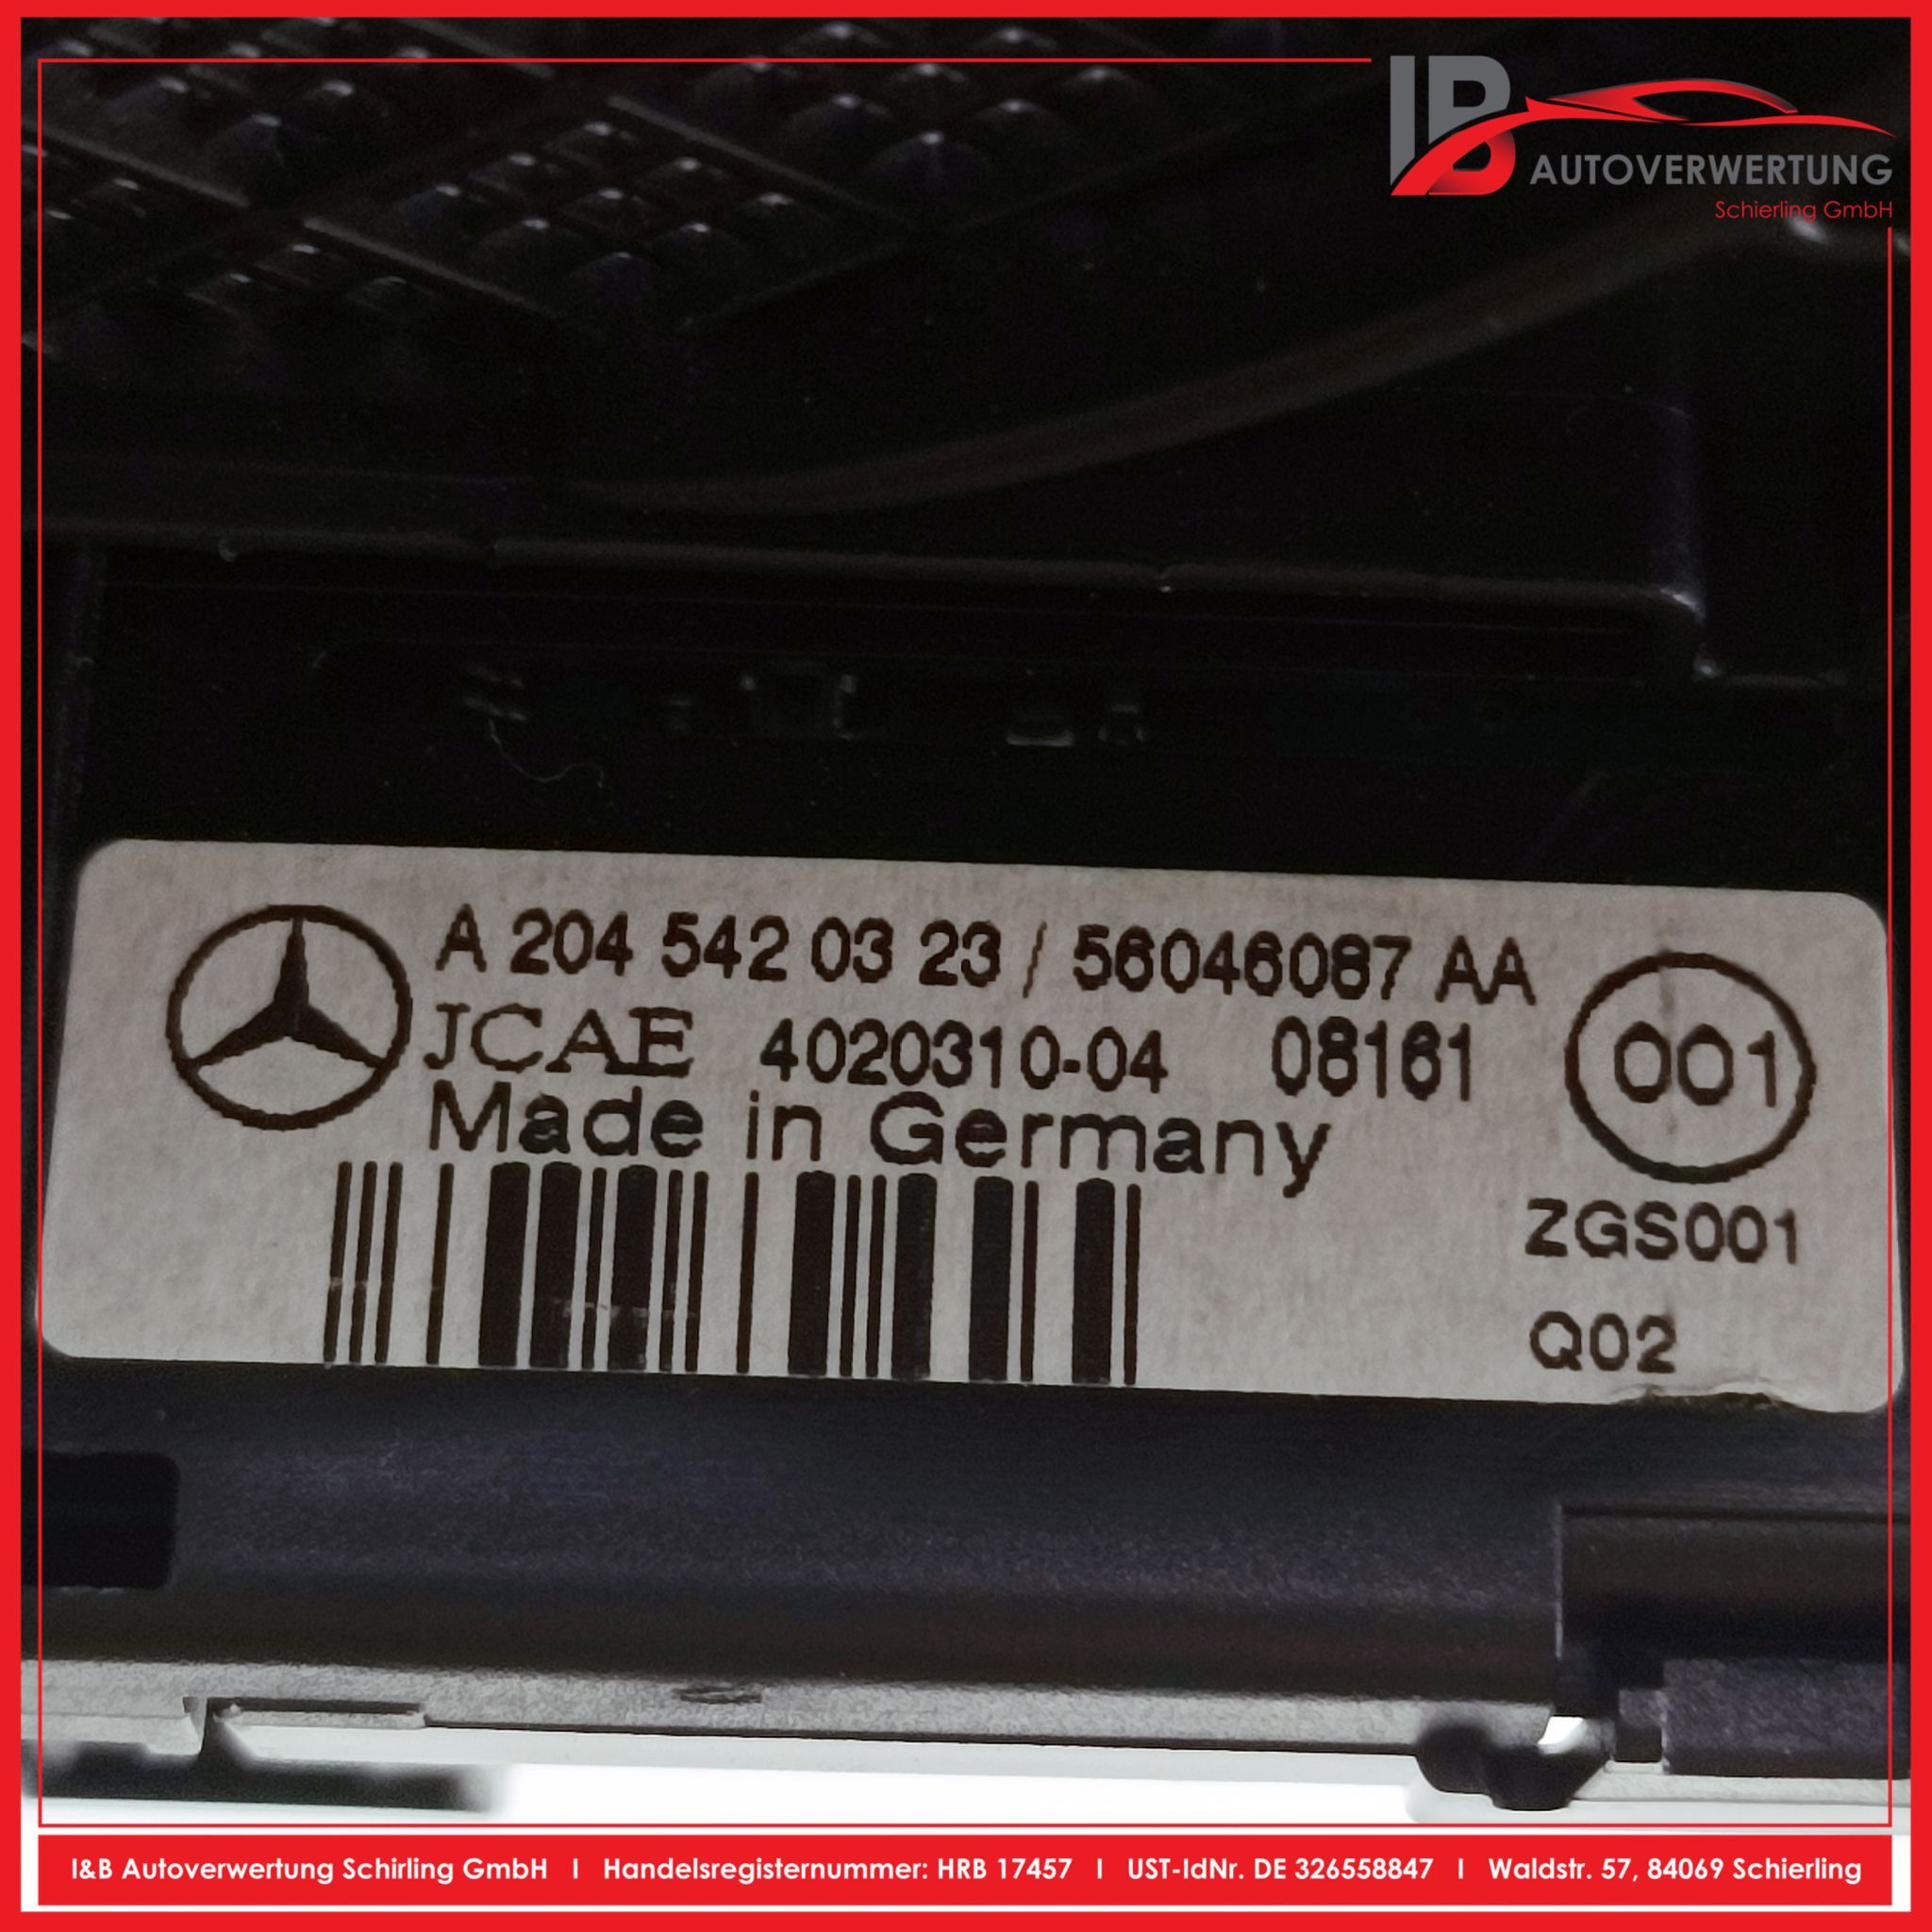 IB
AUTOVERWERTUNG
Schierling GmbH
A 204 542 03 23 / 56046087 AA
JCAE 4020310-04 08161
001
Made in Germany
ZGS001
Q02
I&B Autoverwertung Schirling GmbH I Handelsregisternummer: HRB 17457 I UST-IdNr. DE 326558847 I Waldstr. 57, 84069 Schierling